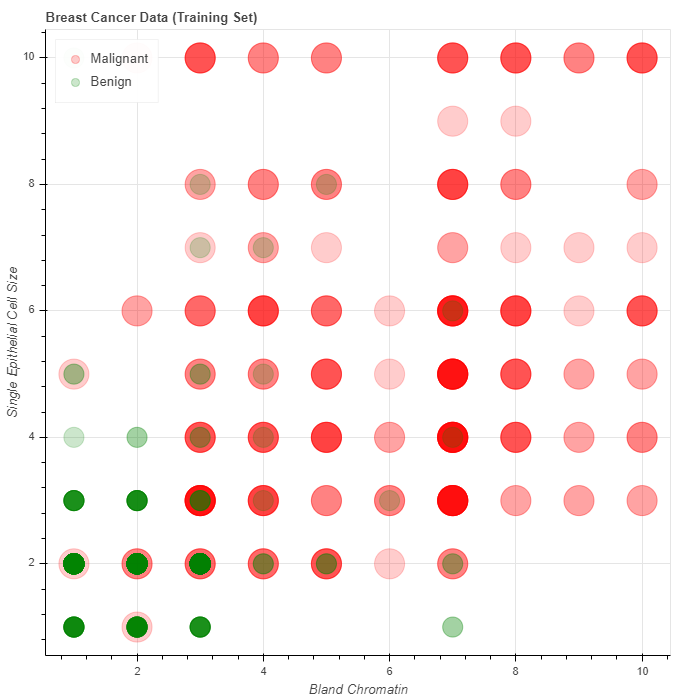 Breast Cancer Data (Training Set)
Malignant
Benign
10
8
6
4
2
Single Epithelial Cell Size
2
4
6
8
10
Bland Chromatin